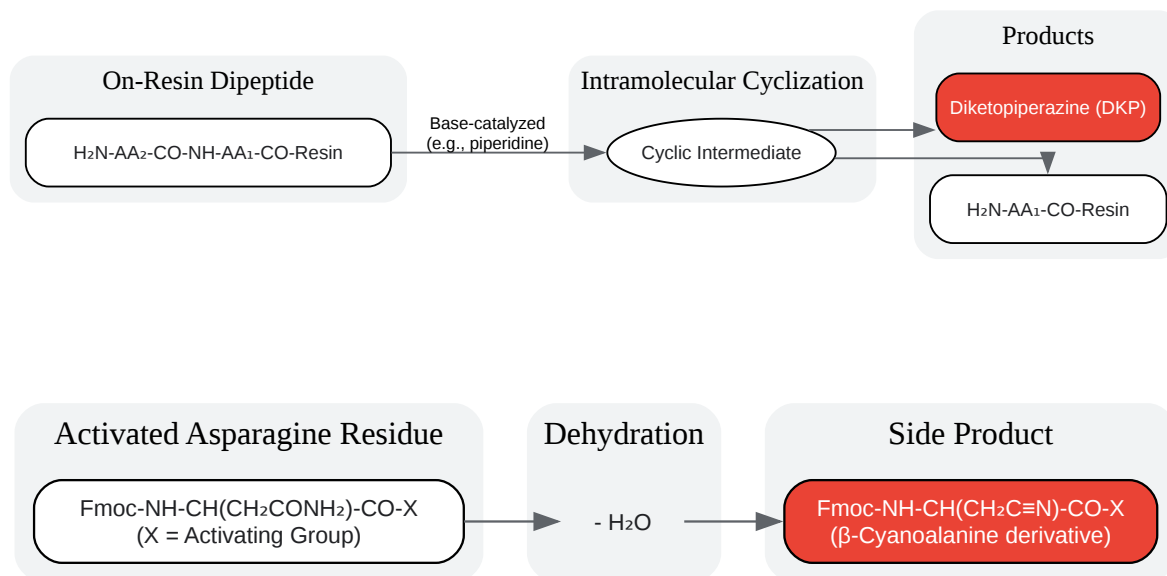 On-Resin Dipeptide
H₂N-AA₂-CO-NH-AA₁-CO-Resin
Base-catalyzed
(e.g., piperidine)
Intramolecular Cyclization
Cyclic Intermediate
Products
Diketopiperazine (DKP)
H₂N-AA₁-CO-Resin
Activated Asparagine Residue
Fmoc-NH-CH(CH₂CONH₂)-CO-X
(X = Activating Group)
Dehydration
- H₂O
Side Product
Fmoc-NH-CH(CH₂C≡N)-CO-X
(β-Cyanoalanine derivative)